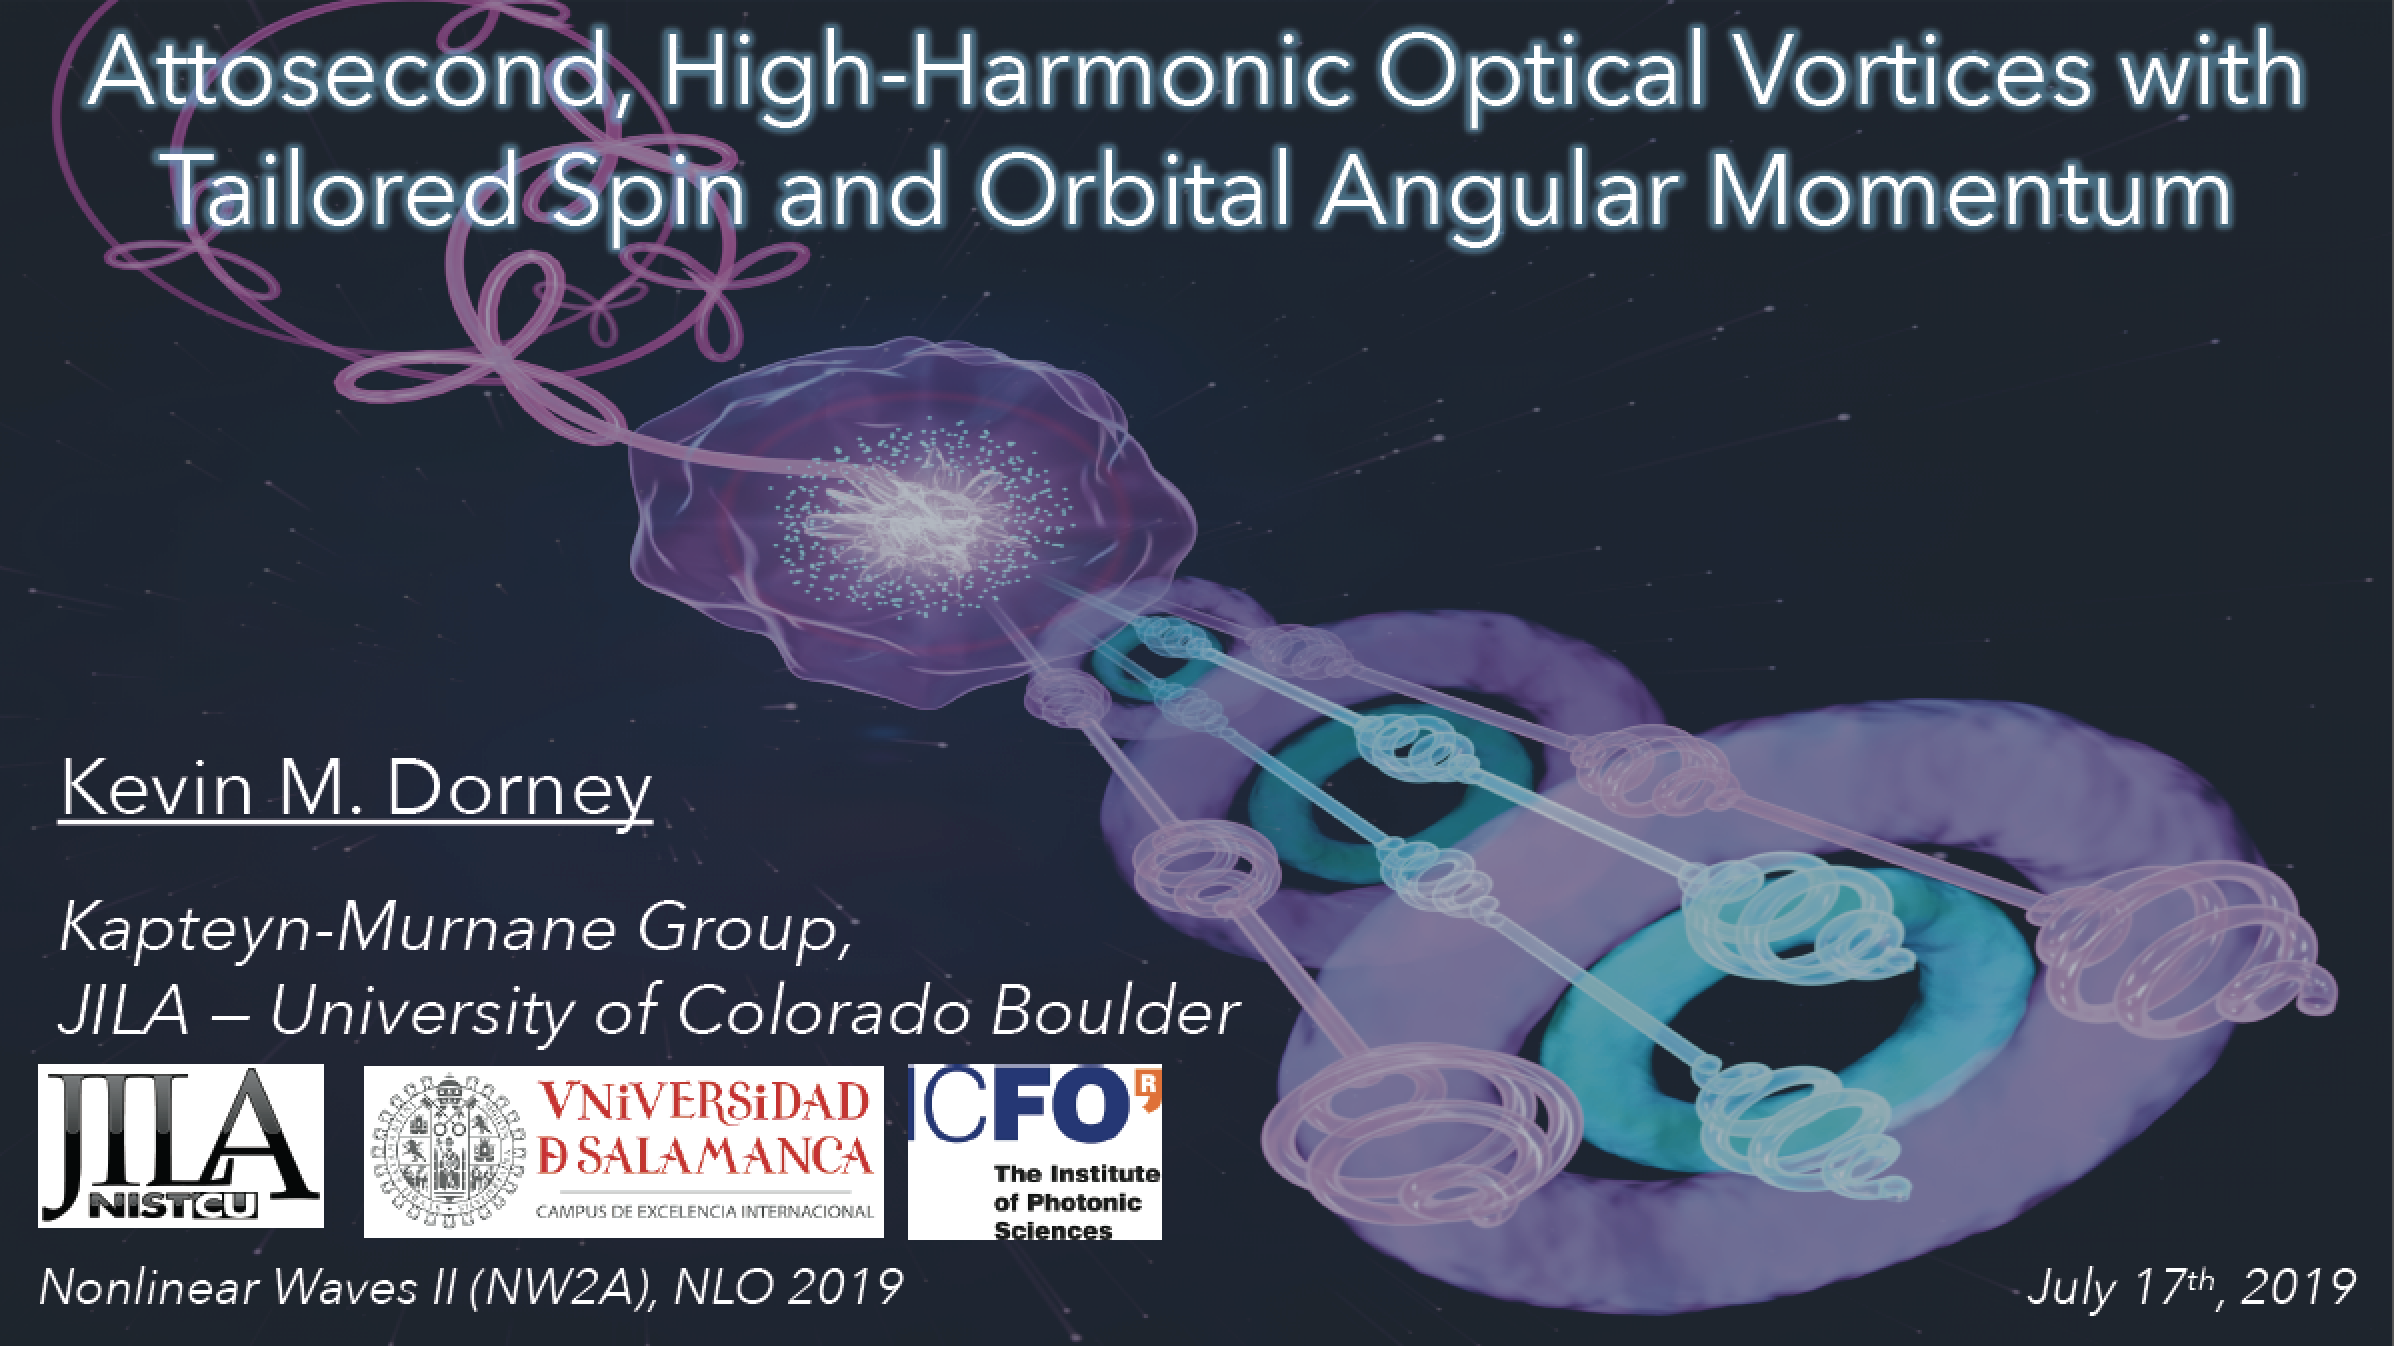 Attosecond, High-Harmonic Optical Vortices with
Tailored Spin and Orbital Angular Momentum
Kevin M. Dorney
Kapteyn-Murnane Group,
JILA – University of Colorado Boulder
JILA
NIST CU
VNiVERSiDAD
Ð SALAMANCA
CAMPUS DE EXCELENCIA INTERNACIONAL
ICFO R
The Institute
of Photonic
Sciences
Nonlinear Waves II (NW2A), NLO 2019
July 17th, 2019